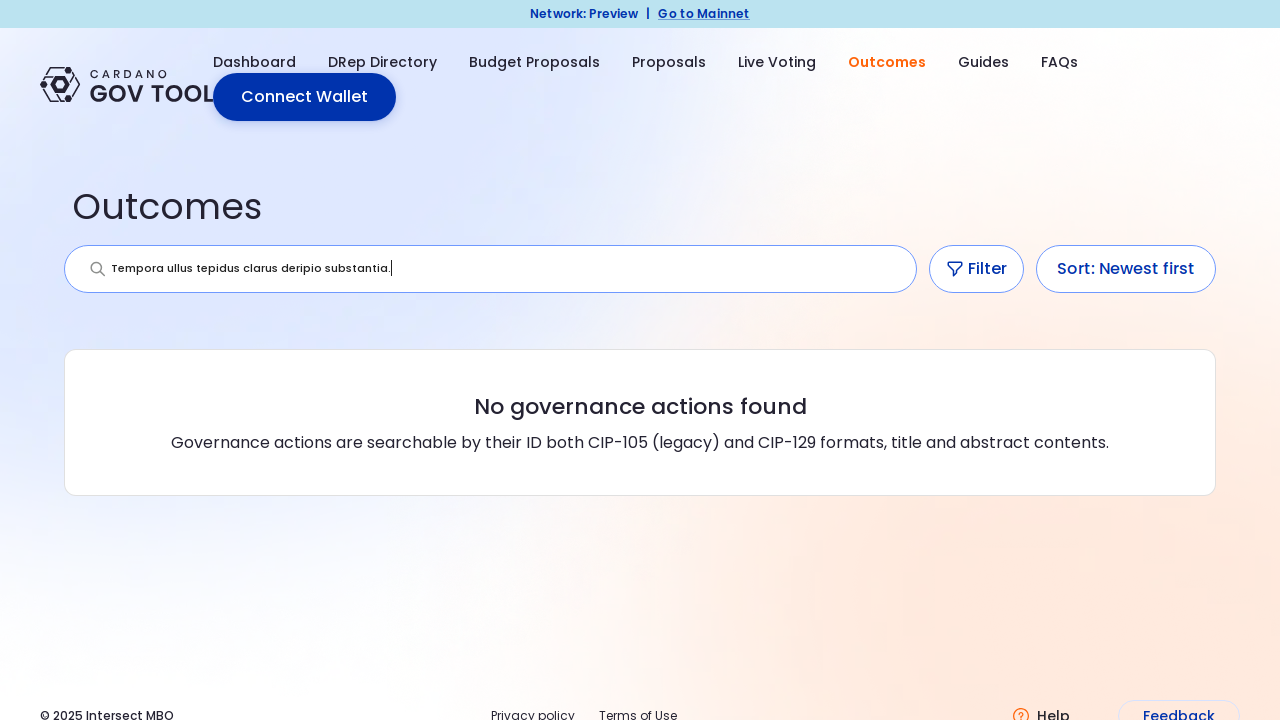 Network: Preview | Go to Mainnet
CARDANO
GOV TOOL
Dashboard DRep Directory Budget Proposals Proposals Live Voting Outcomes Guides FAQs
Connect Wallet
Outcomes
Tempora ullus tepidus clarus deripio substantia.
Filter
Sort: Newest first
No governance actions found
Governance actions are searchable by their ID both CIP-105 (legacy) and CIP-129 formats, title and abstract contents.
© 2025 Intersect MBO
Privacy policy
Terms of Use
Help
Feedback